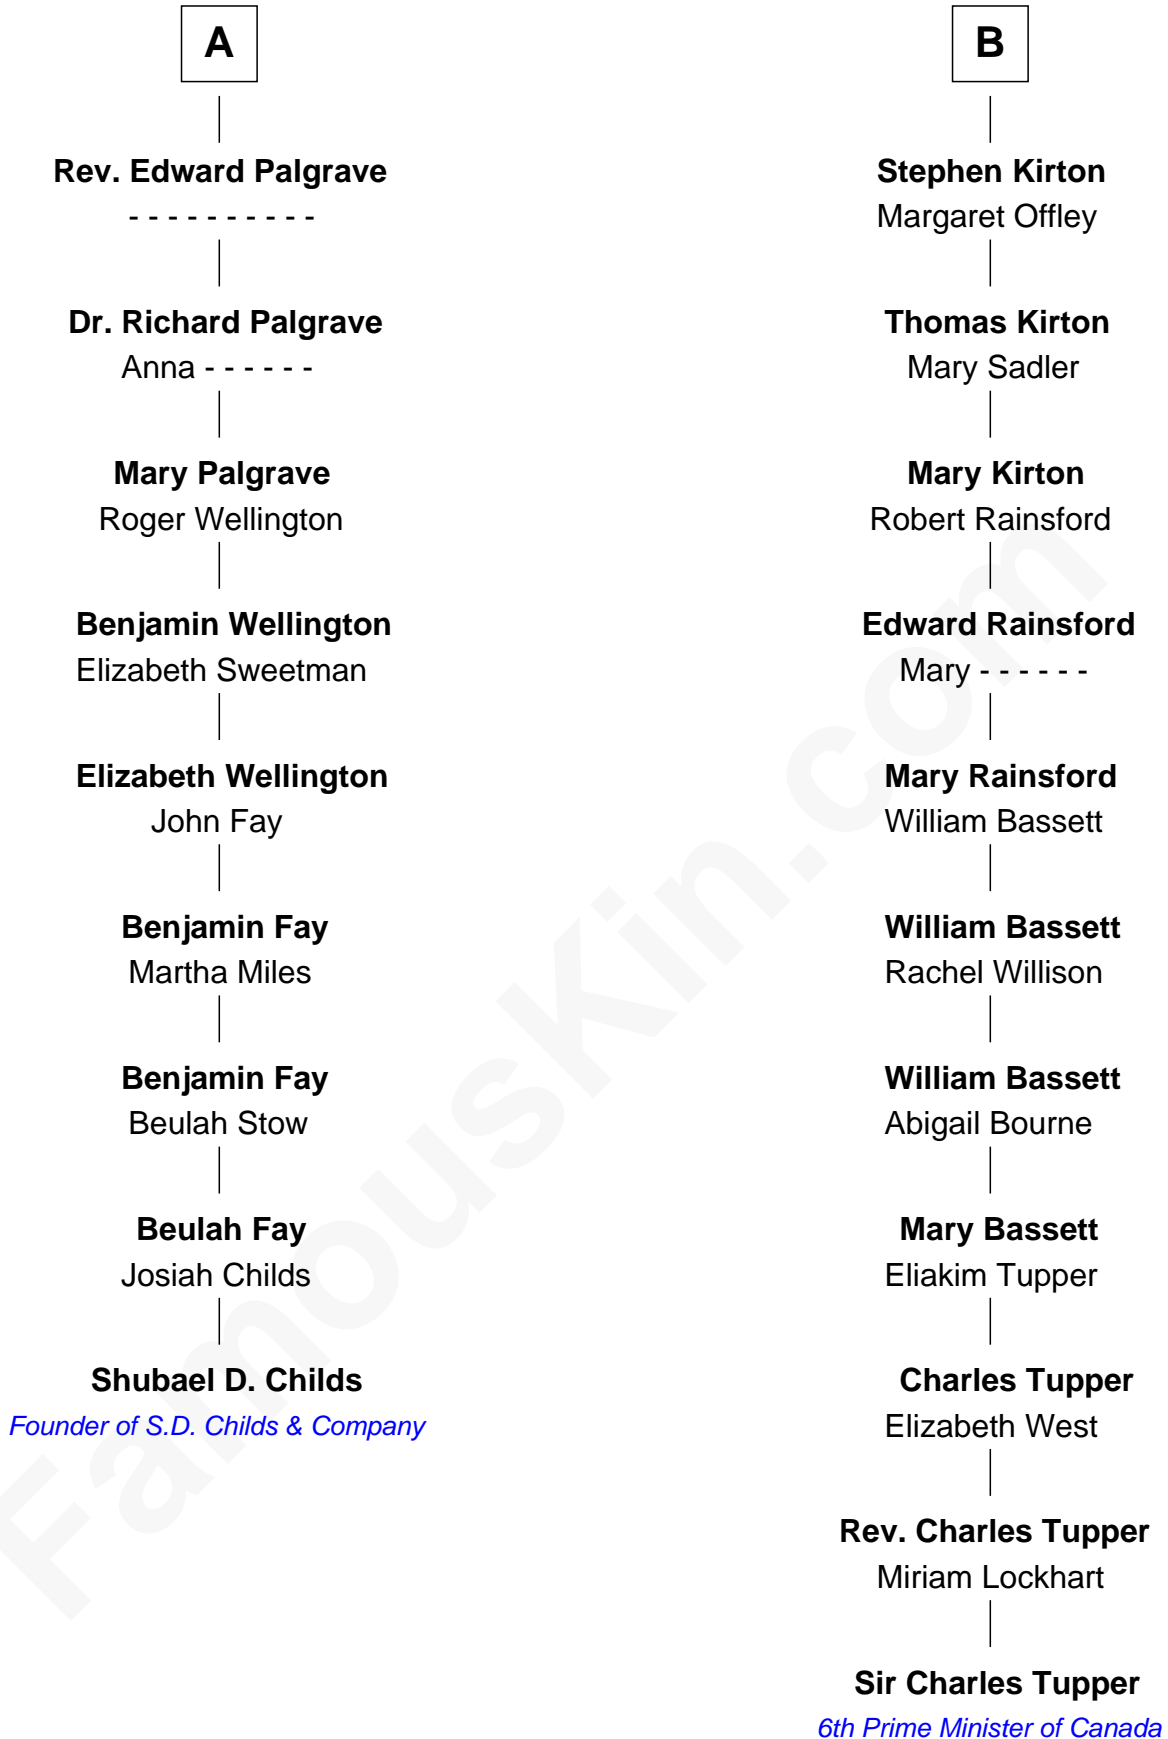 A
Rev. Edward Palgrave
- - - - - - - - - -
Dr. Richard Palgrave
Anna - - - - - -
Mary Palgrave
Roger Wellington
Benjamin Wellington
Elizabeth Sweetman
Elizabeth Wellington
John Fay
Benjamin Fay
Martha Miles
Benjamin Fay
Beulah Stow
Beulah Fay
Josiah Childs
Shubael D. Childs
Founder of S.D. Childs & Company
B
Stephen Kirton
Margaret Offley
Thomas Kirton
Mary Sadler
Mary Kirton
Robert Rainsford
Edward Rainsford
Mary - - - - - -
Mary Rainsford
William Bassett
William Bassett
Rachel Willison
William Bassett
Abigail Bourne
Mary Bassett
Eliakim Tupper
Charles Tupper
Elizabeth West
Rev. Charles Tupper
Miriam Lockhart
Sir Charles Tupper
6th Prime Minister of Canada
FamousKin.com